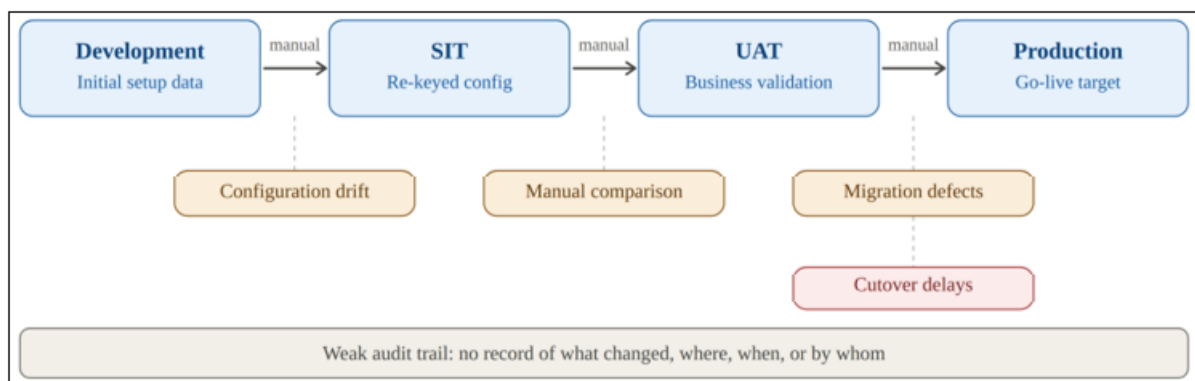 Development
Initial setup data
manual
SIT
Re-keyed config
manual
UAT
Business validation
manual
Production
Go-live target
Configuration drift
Manual comparison
Migration defects
Cutover delays
Weak audit trail: no record of what changed, where, when, or by whom